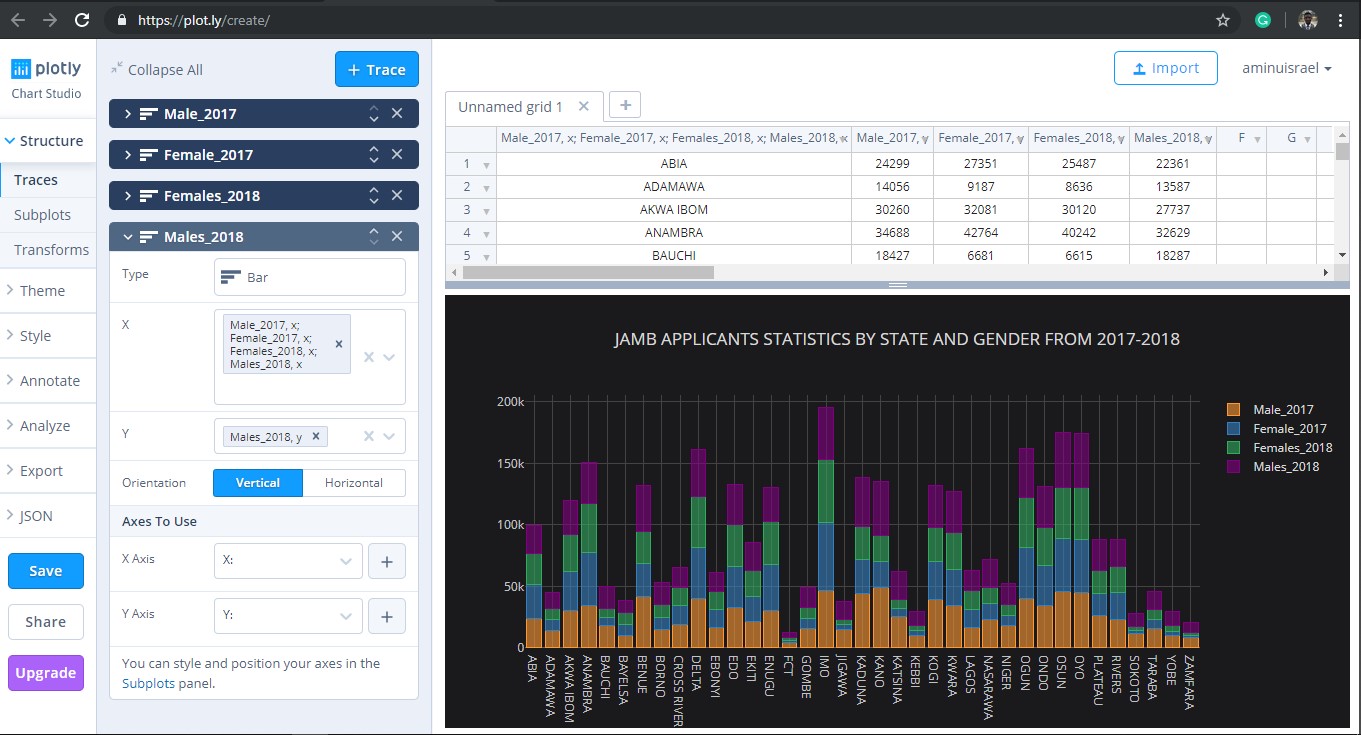 https://plot.ly/create/
plotly
Chart Studio
Structure
Traces
Subplots
Transforms
Theme
Style
Annotate
Analyze
Export
JSON
Save
Share
Upgrade
Collapse All
+ Trace
Male_2017
Female_2017
Females_2018
Males_2018
Type
Bar
X
Male_2017, x;
Female_2017, x;
Females_2018, x;
Males_2018, x
Y
Males_2018, y
Orientation
Vertical
Horizontal
Axes To Use
X Axis
X:
Y Axis
Y:
You can style and position your axes in the
Subplots panel.
Import
aminuisrael
Unnamed grid 1
Male_2017, x; Female_2017, x; Females_2018, x; Males_2018, x Male_2017, y Female_2017, y Females_2018, y Males_2018, y F G
1 ABIA 24299 27351 25487 22361
2 ADAMAWA 14056 9187 8636 13587
3 AKWA IBOM 30260 32081 30120 27737
4 ANAMBRA 34688 42764 40242 32629
5 BAUCHI 18427 6681 6615 18287
JAMB APPLICANTS STATISTICS BY STATE AND GENDER FROM 2017-2018
200k
150k
100k
50k
0
ABIA
ADAMAWA
AKWA IBOM
ANAMBRA
BAUCHI
BAYELSA
BENUE
BORNO
CROSS RIVER
DELTA
EBONYI
EDO
EKITI
ENUGU
FCT
GOMBE
IMO
JIGAWA
KADUNA
KANO
KATSINA
KEBBI
KOGI
KWARA
LAGOS
NASARAWA
NIGER
OGUN
ONDO
OSUN
OYO
PLATEAU
RIVERS
SOKOTO
TARABA
YOBE
ZAMFARA
Male_2017
Female_2017
Females_2018
Males_2018